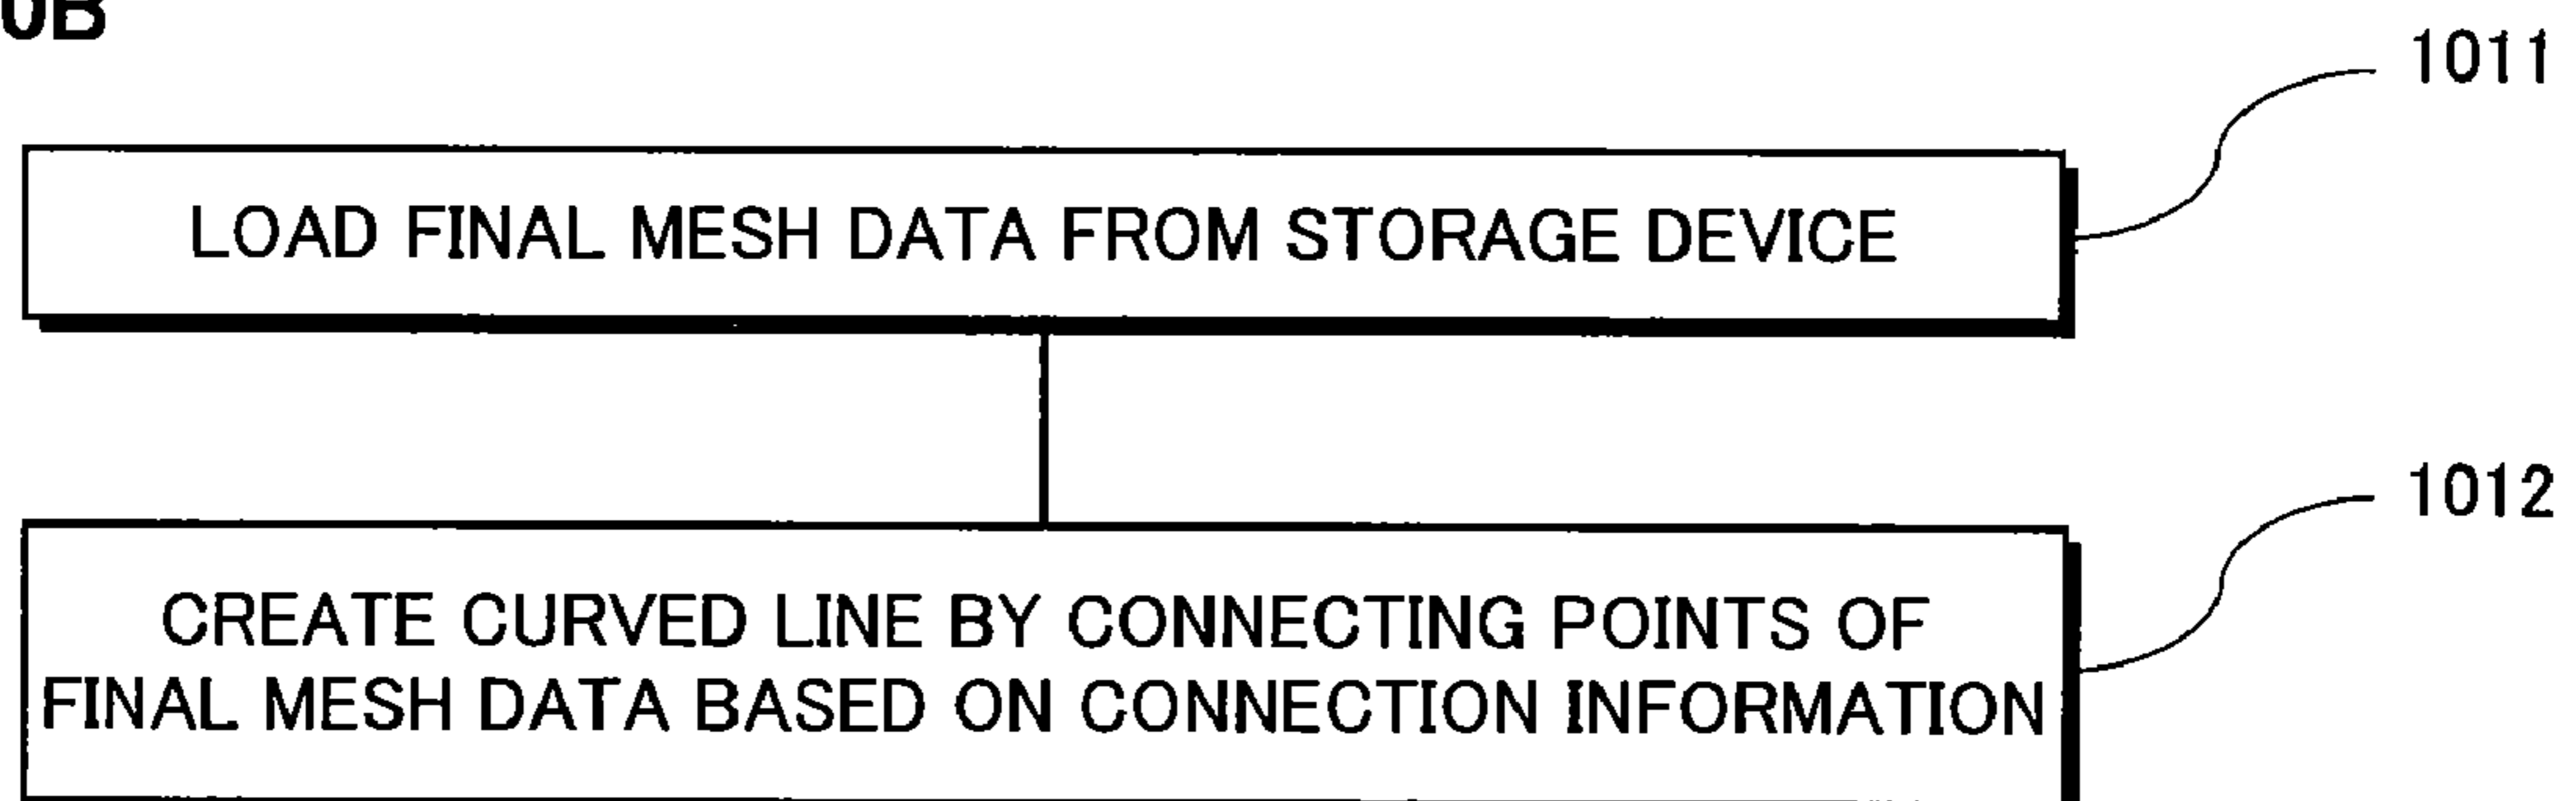 0B
1011
LOAD FINAL MESH DATA FROM STORAGE DEVICE
1012
CREATE CURVED LINE BY CONNECTING POINTS OF
FINAL MESH DATA BASED ON CONNECTION INFORMATION